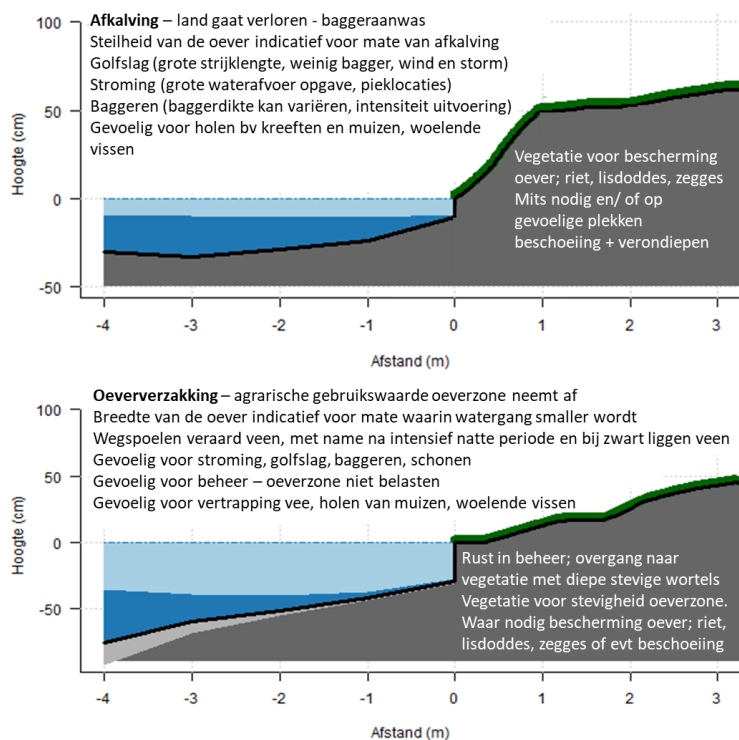 Afkalving – land gaat verloren - baggeraanwas
Steilheid van de oever indicatief voor mate van afkalving
Golfslag (grote strijklengte, weinig bagger, wind en storm)
Stroming (grote waterafvoer opgave, pieklocaties)
Baggeren (baggerdikte kan variëren, intensiteit uitvoering)
Gevoelig voor holen bv kreeften en muizen, woelende
vissen
Vegetatie voor bescherming
oever; riet, lisdoddes, zegges
Mits nodig en/ of op
gevoelige plekken
beschoeiing + verondiepen
Hoogte (cm)
100
50
0
-50
-4
-3
-2
-1
0
1
2
3
Afstand (m)
Oeververzakking – agrarische gebruikswaarde oeverzone neemt af
Breedte van de oever indicatief voor mate waarin watergang smaller wordt
Wegspoelen veraard veen, met name na intensief natte periode en bij zwart liggen veen
Gevoelig voor stroming, golfslag, baggeren, schonen
Gevoelig voor beheer – oeverzone niet belasten
Gevoelig voor vertrapping vee, holen van muizen, woelende vissen
Rust in beheer; overgang naar
vegetatie met diepe stevige wortels
Vegetatie voor stevigheid oeverzone.
Waar nodig bescherming oever; riet,
lisdoddes, zegges of evt beschoeiing
Hoogte (cm)
100
50
0
-50
-4
-3
-2
-1
0
1
2
3
Afstand (m)